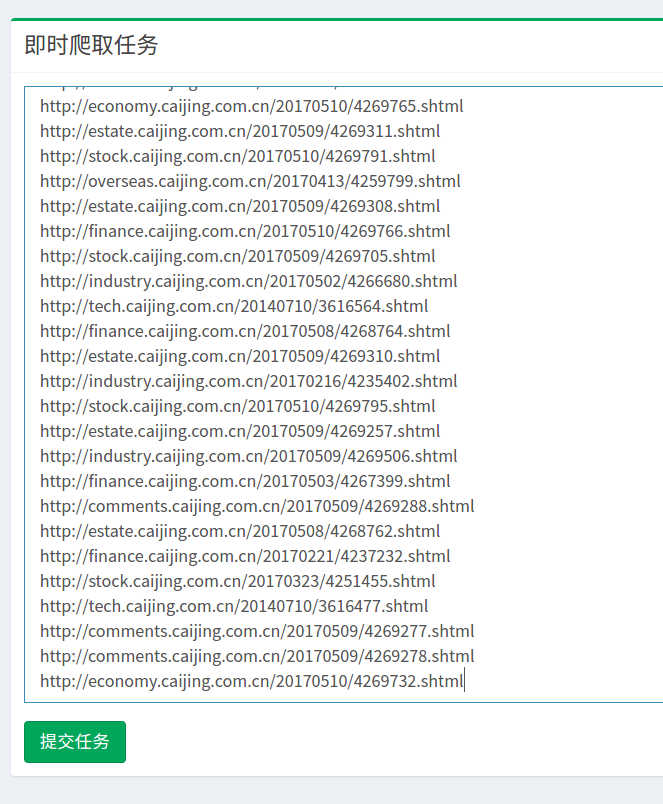 即时爬取任务
http://economy.caijing.com.cn/20170510/4269765.shtml
http://estate.caijing.com.cn/20170509/4269311.shtml
http://stock.caijing.com.cn/20170510/4269791.shtml
http://overseas.caijing.com.cn/20170413/4259799.shtml
http://estate.caijing.com.cn/20170509/4269308.shtml
http://finance.caijing.com.cn/20170510/4269766.shtml
http://stock.caijing.com.cn/20170509/4269705.shtml
http://industry.caijing.com.cn/20170502/4266680.shtml
http://tech.caijing.com.cn/20140710/3616564.shtml
http://finance.caijing.com.cn/20170508/4268764.shtml
http://estate.caijing.com.cn/20170509/4269310.shtml
http://industry.caijing.com.cn/20170216/4235402.shtml
http://stock.caijing.com.cn/20170510/4269795.shtml
http://estate.caijing.com.cn/20170509/4269257.shtml
http://industry.caijing.com.cn/20170509/4269506.shtml
http://finance.caijing.com.cn/20170503/4267399.shtml
http://comments.caijing.com.cn/20170509/4269288.shtml
http://estate.caijing.com.cn/20170508/4268762.shtml
http://finance.caijing.com.cn/20170221/4237232.shtml
http://stock.caijing.com.cn/20170323/4251455.shtml
http://tech.caijing.com.cn/20140710/3616477.shtml
http://comments.caijing.com.cn/20170509/4269277.shtml
http://comments.caijing.com.cn/20170509/4269278.shtml
http://economy.caijing.com.cn/20170510/4269732.shtml
提交任务